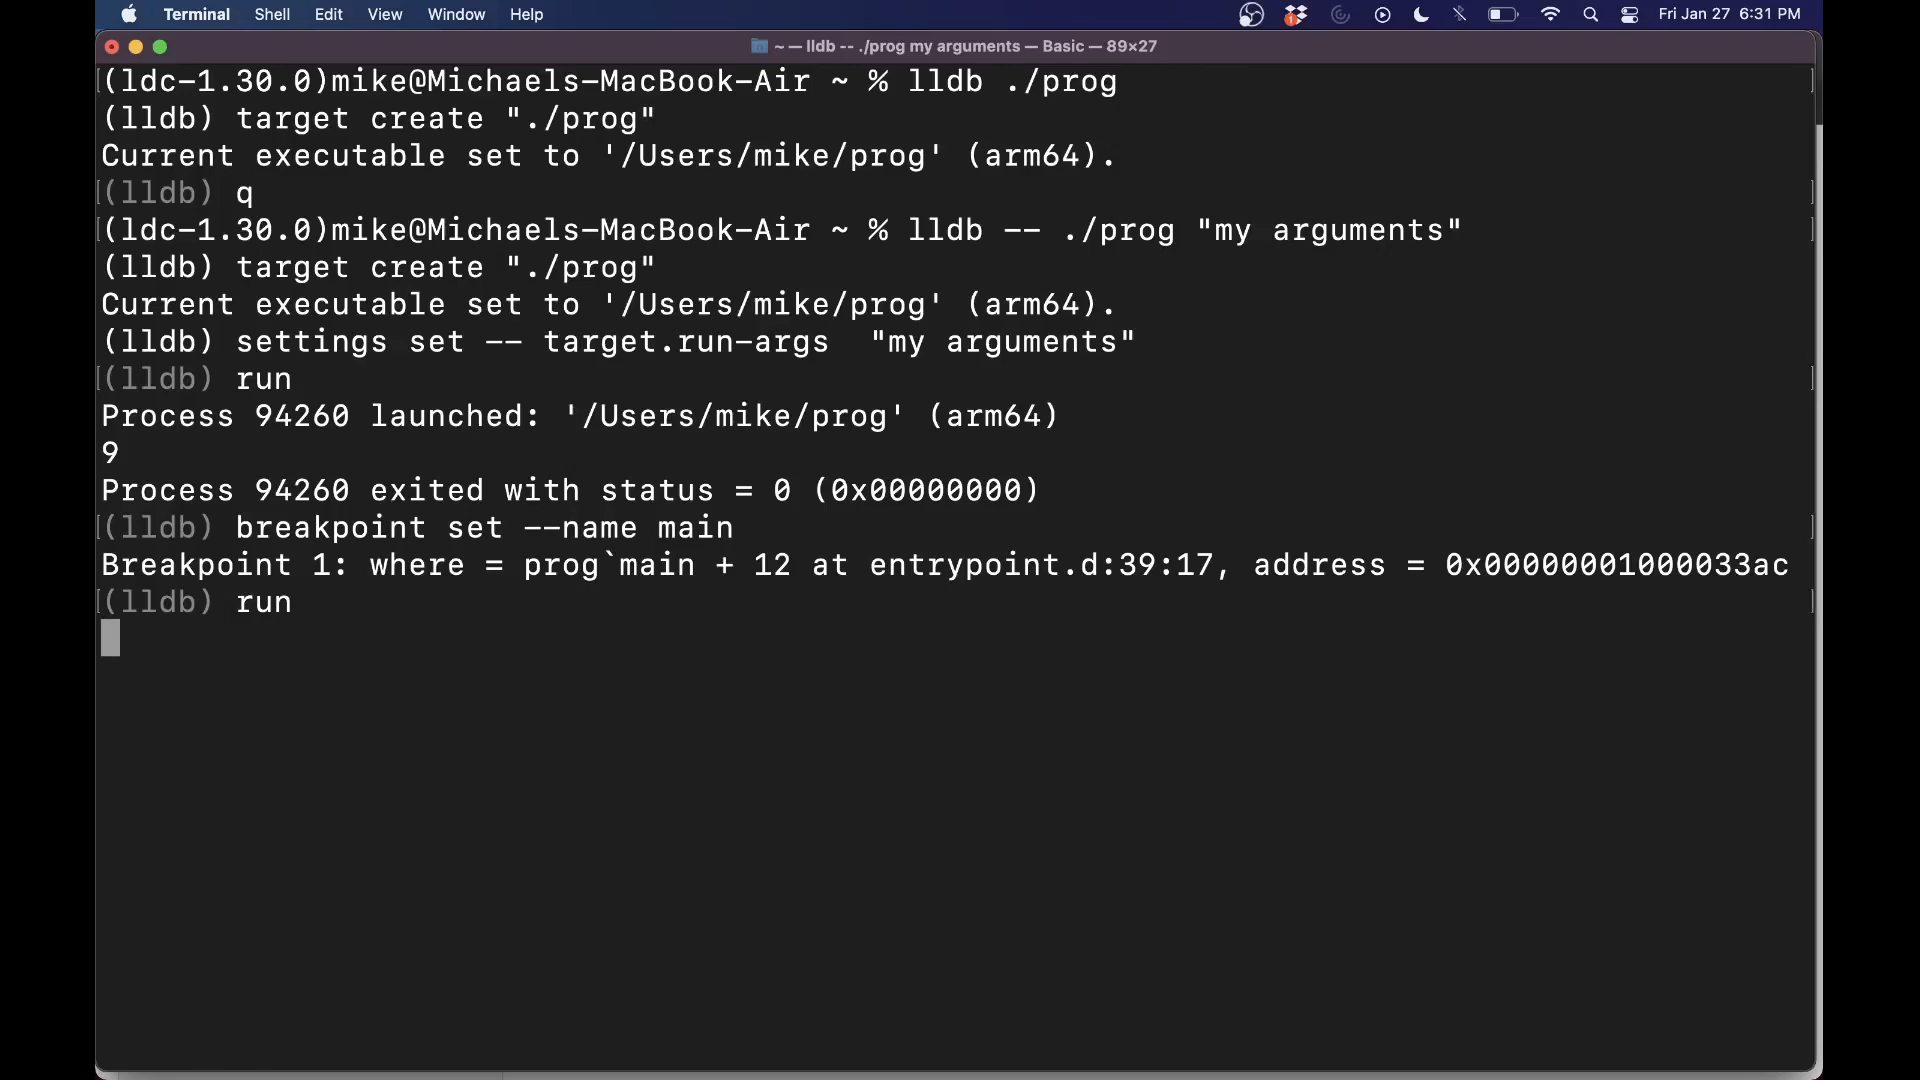 Terminal Shell Edit View Window Help 1 Fri Jan 27 6:31 PM
~ — lldb -- ./prog my arguments — Basic — 89×27
[(ldc-1.30.0)mike@Michaels-MacBook-Air ~ % lldb ./prog ]
(lldb) target create "./prog"
Current executable set to '/Users/mike/prog' (arm64).
[(lldb) q ]
[(ldc-1.30.0)mike@Michaels-MacBook-Air ~ % lldb -- ./prog "my arguments" ]
(lldb) target create "./prog"
Current executable set to '/Users/mike/prog' (arm64).
(lldb) settings set -- target.run-args  "my arguments"
[(lldb) run ]
Process 94260 launched: '/Users/mike/prog' (arm64)
9
Process 94260 exited with status = 0 (0x00000000)
[(lldb) breakpoint set --name main ]
Breakpoint 1: where = prog`main + 12 at entrypoint.d:39:17, address = 0x00000001000033ac
[(lldb) run ]